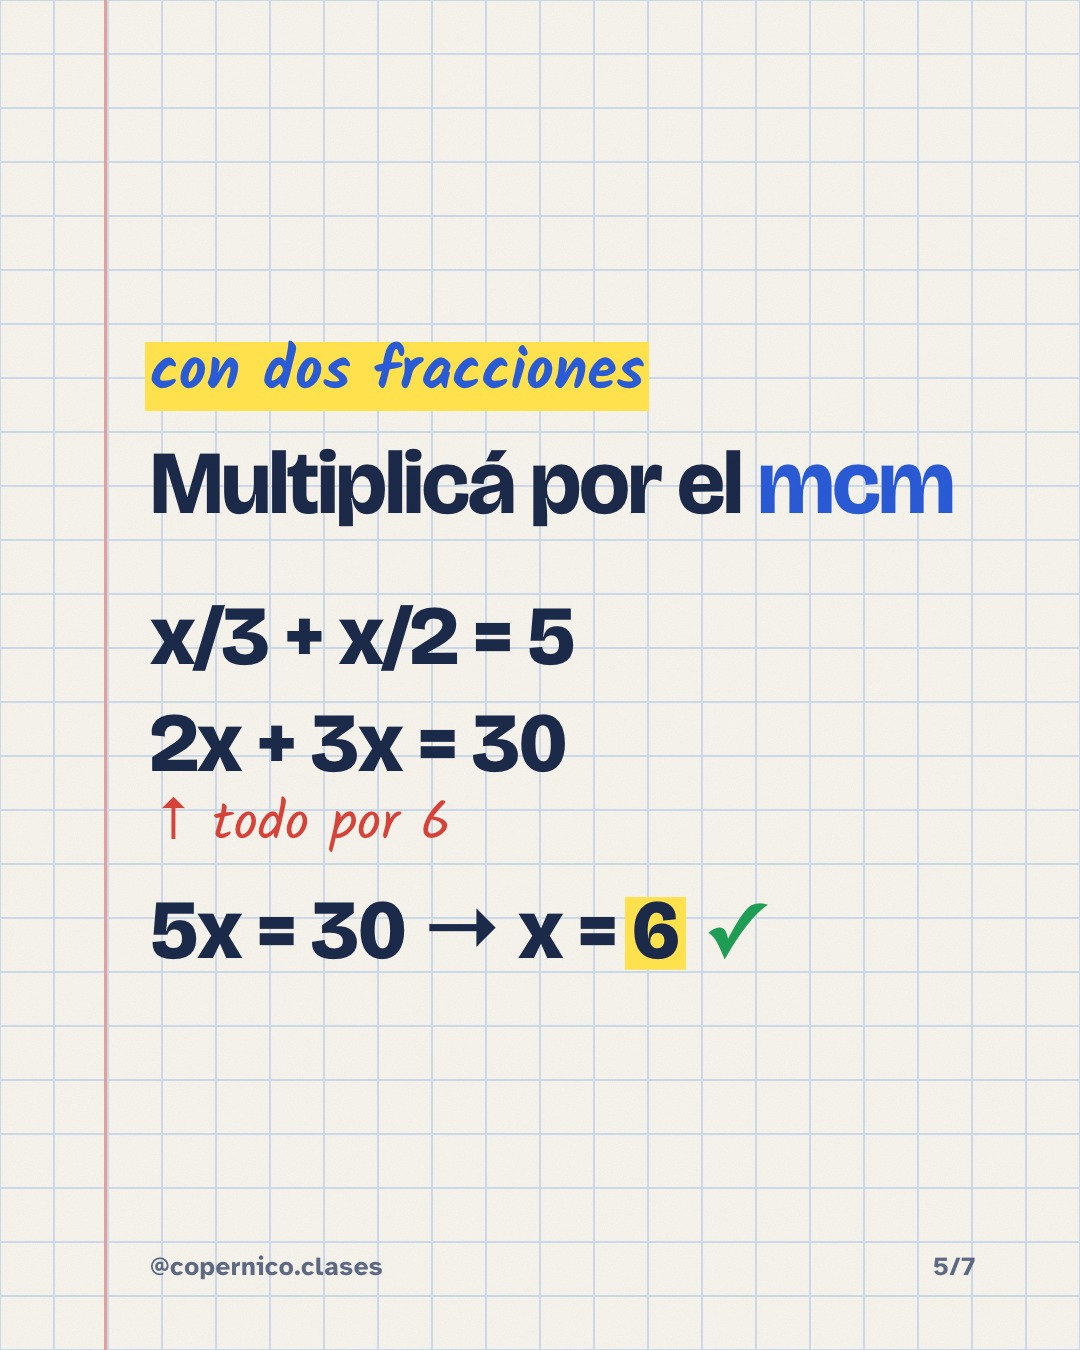 con dos fracciones
Multiplicá por el mcm
x/3 + x/2 = 5
2x + 3x = 30
↑ todo por 6
5x = 30 → x = 6 ✓
@copernico.clases
5/7